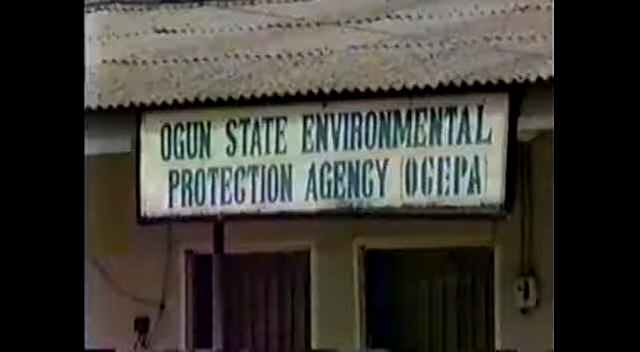 OGUN STATE ENVIRONMENTAL
PROTECTION AGENCY (OGEPA)